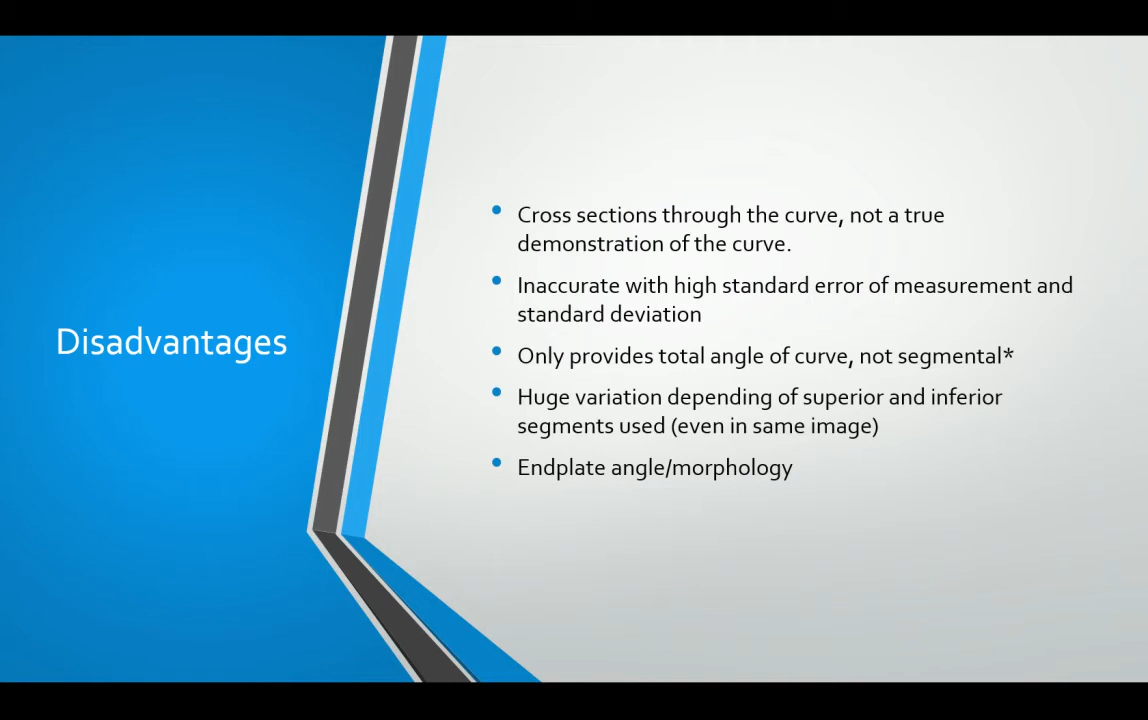 Disadvantages
Cross sections through the curve, not a true
demonstration of the curve.
Inaccurate with high standard error of measurement and
standard deviation
Only provides total angle of curve, not segmental*
Huge variation depending of superior and inferior
segments used (even in same image)
Endplate angle/morphology